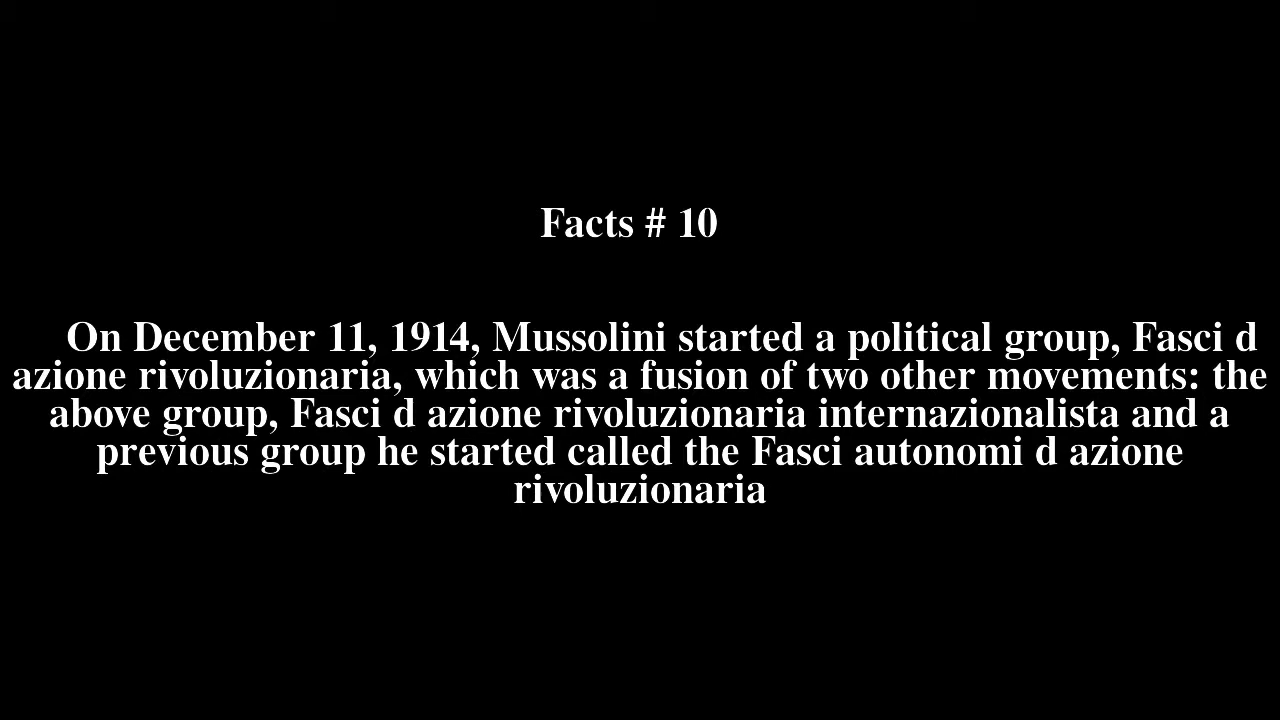 Facts # 10
On December 11, 1914, Mussolini started a political group, Fasci d
azione rivoluzionaria, which was a fusion of two other movements: the
above group, Fasci d azione rivoluzionaria internazionalista and a
previous group he started called the Fasci autonomi d azione
rivoluzionaria